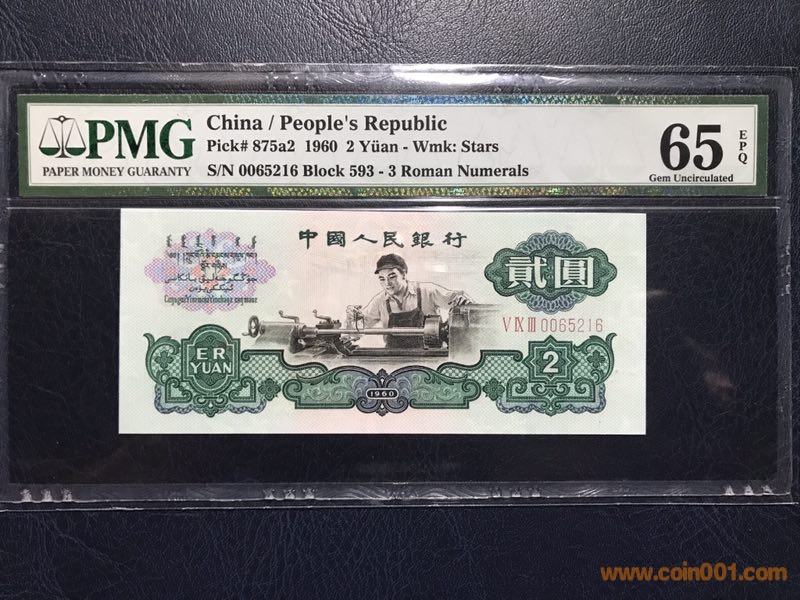 PMG
PAPER MONEY GUARANTY
China / People's Republic
Pick# 875a2 1960 2 Yüan - Wmk: Stars
S/N 0065216 Block 593 - 3 Roman Numerals
65
EPQ
Gem Uncirculated
中國人民銀行
貳圓
V IX III 0065216
ER
YUAN
1960
2
www.coin001.com